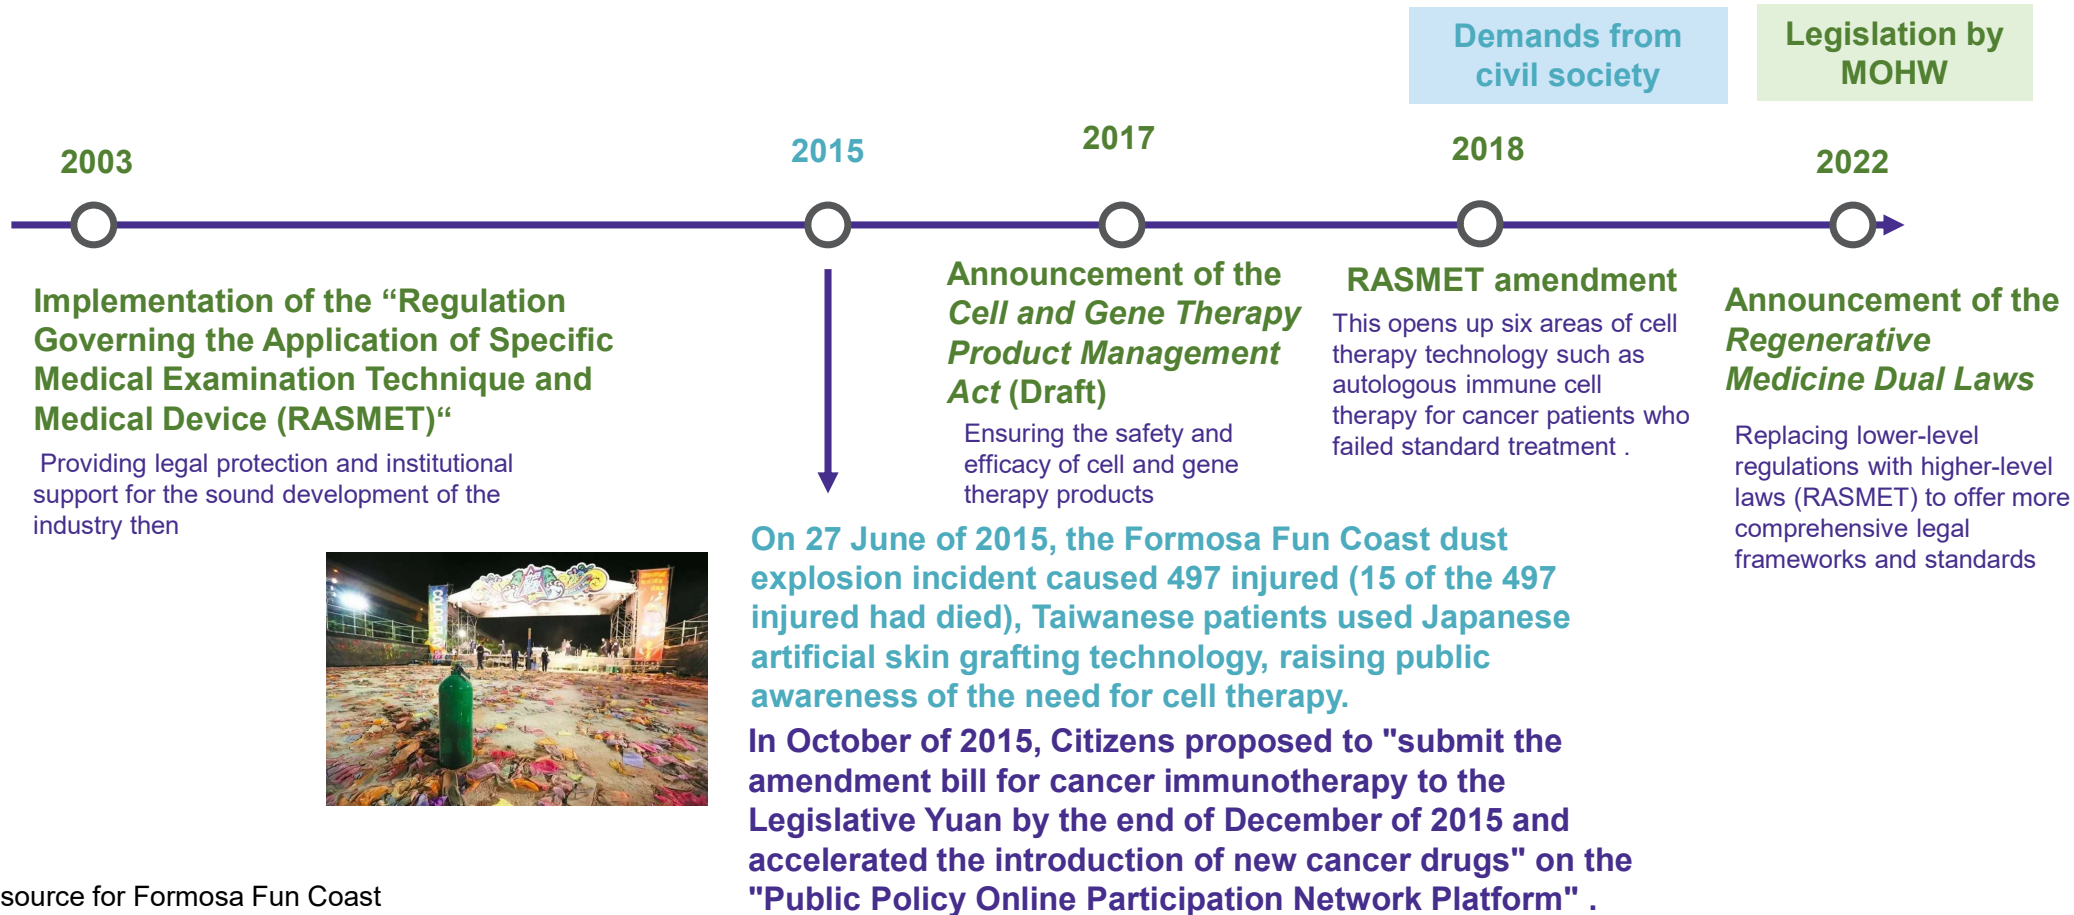 Demands from
civil society
Legislation by
MOHW
2003
2015
2017
2018
2022
Implementation of the “Regulation
Governing the Application of Specific
Medical Examination Technique and
Medical Device (RASMET)“
Providing legal protection and institutional
support for the sound development of the
industry then
On 27 June of 2015, the Formosa Fun Coast dust
explosion incident caused 497 injured (15 of the 497
injured had died), Taiwanese patients used Japanese
artificial skin grafting technology, raising public
awareness of the need for cell therapy.
In October of 2015, Citizens proposed to "submit the
amendment bill for cancer immunotherapy to the
Legislative Yuan by the end of December of 2015 and
accelerated the introduction of new cancer drugs" on the
"Public Policy Online Participation Network Platform" .
Announcement of the
Cell and Gene Therapy
Product Management
Act (Draft)
Ensuring the safety and
efficacy of cell and gene
therapy products
RASMET amendment
This opens up six areas of cell
therapy technology such as
autologous immune cell
therapy for cancer patients who
failed standard treatment .
Announcement of the
Regenerative
Medicine Dual Laws
Replacing lower-level
regulations with higher-level
laws (RASMET) to offer more
comprehensive legal
frameworks and standards
source for Formosa Fun Coast